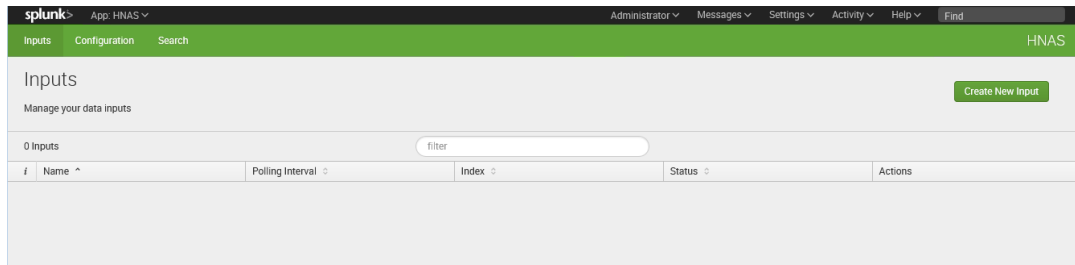 splunk> App: HNAS Administrator Messages Settings Activity Help Find
Inputs Configuration Search HNAS
Inputs
Create New Input
Manage your data inputs
0 Inputs filter
i Name Polling Interval Index Status Actions